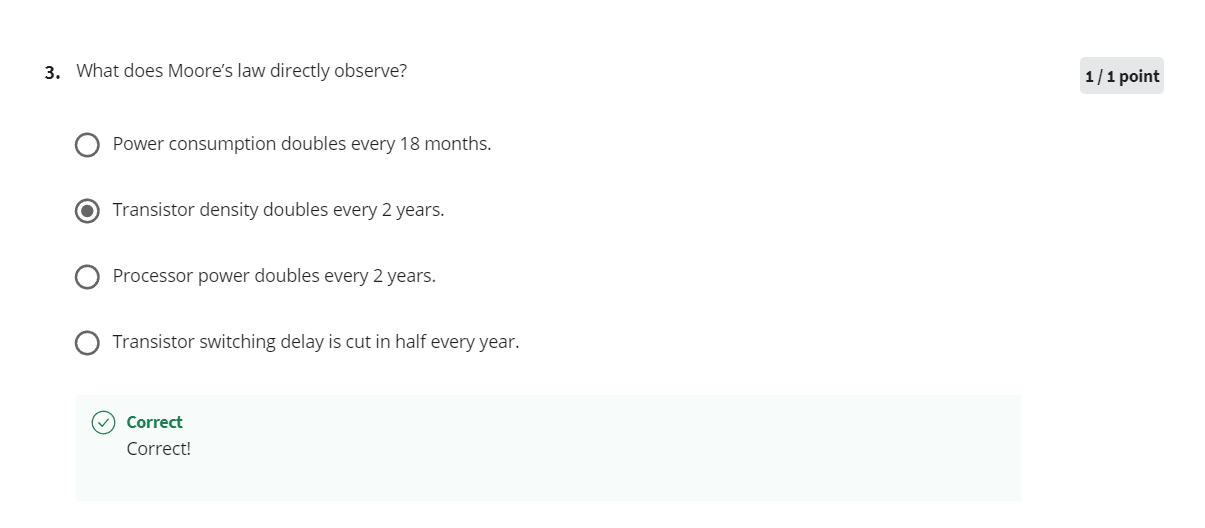 3. What does Moore’s law directly observe?
1 / 1 point
Power consumption doubles every 18 months.
Transistor density doubles every 2 years.
Processor power doubles every 2 years.
Transistor switching delay is cut in half every year.
Correct
Correct!